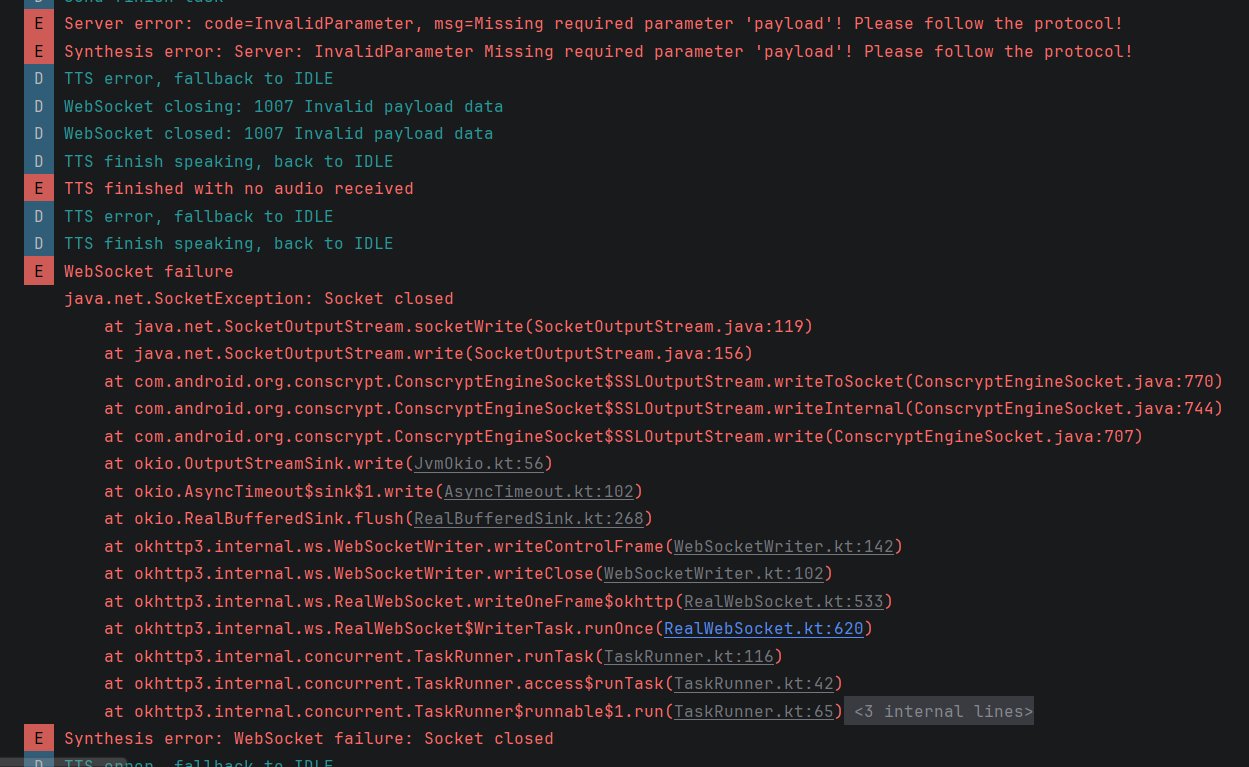 Send finish task
E Server error: code=InvalidParameter, msg=Missing required parameter 'payload'! Please follow the protocol!
E Synthesis error: Server: InvalidParameter Missing required parameter 'payload'! Please follow the protocol!
D TTS error, fallback to IDLE
D WebSocket closing: 1007 Invalid payload data
D WebSocket closed: 1007 Invalid payload data
D TTS finish speaking, back to IDLE
E TTS finished with no audio received
D TTS error, fallback to IDLE
D TTS finish speaking, back to IDLE
E WebSocket failure
java.net.SocketException: Socket closed
at java.net.SocketOutputStream.socketWrite(SocketOutputStream.java:119)
at java.net.SocketOutputStream.write(SocketOutputStream.java:156)
at com.android.org.conscrypt.ConscryptEngineSocket$SSLOutputStream.writeToSocket(ConscryptEngineSocket.java:770)
at com.android.org.conscrypt.ConscryptEngineSocket$SSLOutputStream.writeInternal(ConscryptEngineSocket.java:744)
at com.android.org.conscrypt.ConscryptEngineSocket$SSLOutputStream.write(ConscryptEngineSocket.java:707)
at okio.OutputStreamSink.write(JvmOkio.kt:56)
at okio.AsyncTimeout$sink$1.write(AsyncTimeout.kt:102)
at okio.RealBufferedSink.flush(RealBufferedSink.kt:268)
at okhttp3.internal.ws.WebSocketWriter.writeControlFrame(WebSocketWriter.kt:142)
at okhttp3.internal.ws.WebSocketWriter.writeClose(WebSocketWriter.kt:102)
at okhttp3.internal.ws.RealWebSocket.writeOneFrame$okhttp(RealWebSocket.kt:533)
at okhttp3.internal.ws.RealWebSocket$WriterTask.runOnce(RealWebSocket.kt:620)
at okhttp3.internal.concurrent.TaskRunner.runTask(TaskRunner.kt:116)
at okhttp3.internal.concurrent.TaskRunner.access$runTask(TaskRunner.kt:42)
at okhttp3.internal.concurrent.TaskRunner$runnable$1.run(TaskRunner.kt:65) <3 internal lines>
E Synthesis error: WebSocket failure: Socket closed
D TTS error, fallback to IDLE